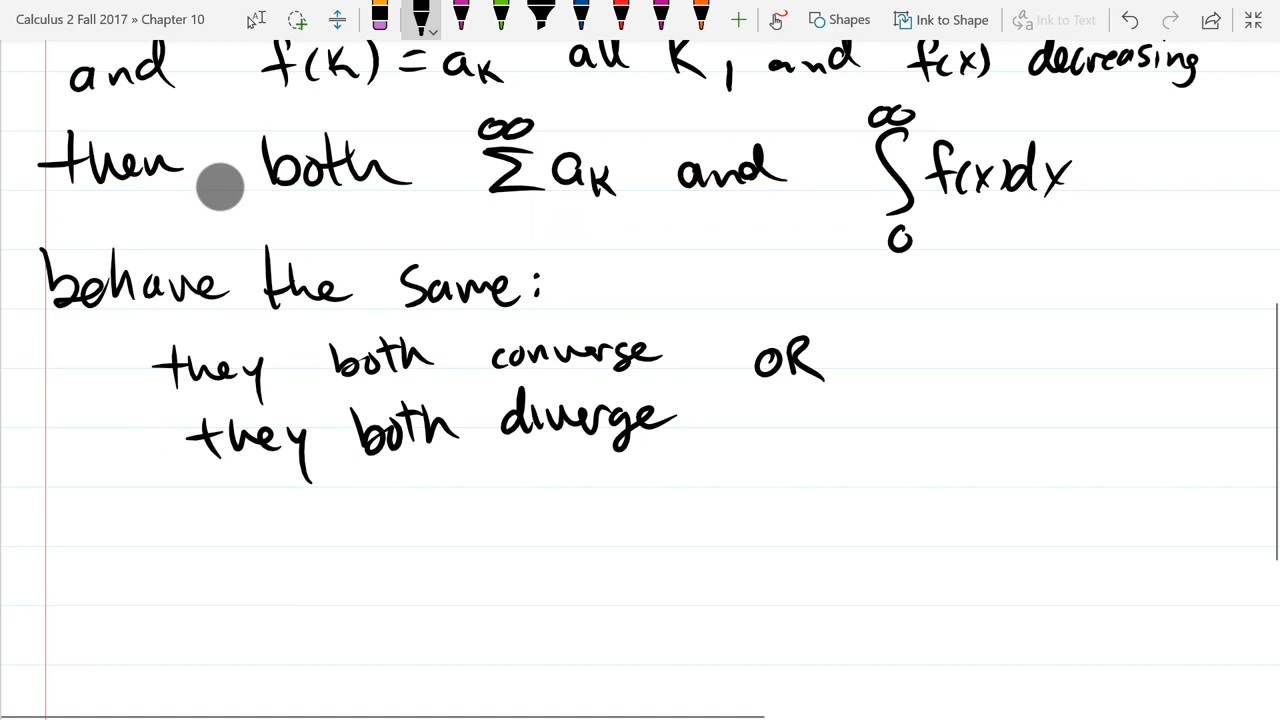 Calculus 2 Fall 2017 » Chapter 10 Shapes Ink to Shape Ink to Text
and f(k) = aₖ all k, and f(x) decreasing
then both ∞ Σ aₖ and ∞ ∫ 0 f(x)dx
behave the same:
they both converse OR
they both diverge